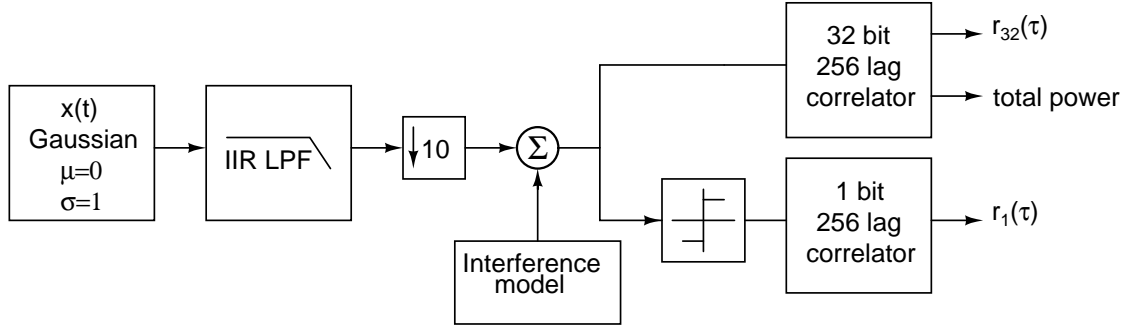 x(t)
Gaussian
μ=0
σ=1
IIR LPF
10
Σ
Interference
model
32 bit
256 lag
correlator
r32(τ)
total power
1 bit
256 lag
correlator
r1(τ)